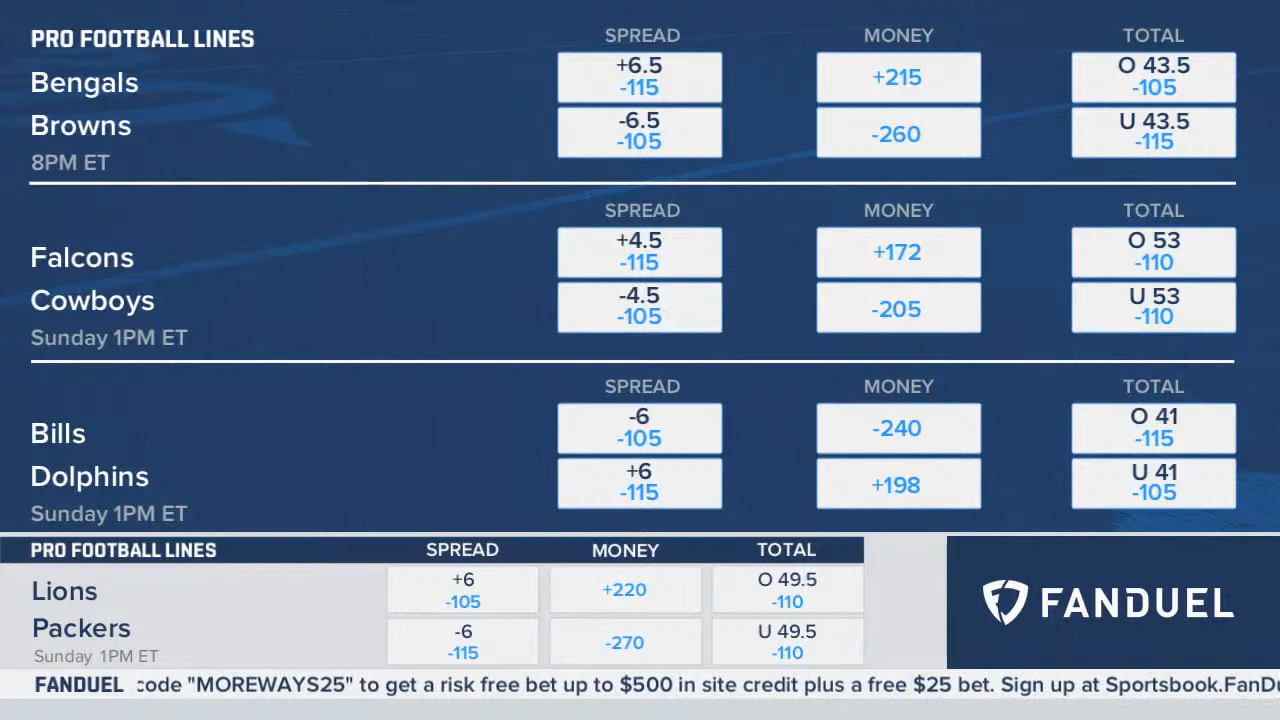 PRO FOOTBALL LINES SPREAD MONEY TOTAL
Bengals +6.5 -115 +215 O 43.5 -105
Browns -6.5 -105 -260 U 43.5 -115
8PM ET
SPREAD MONEY TOTAL
Falcons +4.5 -115 +172 O 53 -110
Cowboys -4.5 -105 -205 U 53 -110
Sunday 1PM ET
SPREAD MONEY TOTAL
Bills -6 -105 -240 O 41 -115
Dolphins +6 -115 +198 U 41 -105
Sunday 1PM ET
PRO FOOTBALL LINES SPREAD MONEY TOTAL
Lions +6 -105 +220 O 49.5 -110
Packers -6 -115 -270 U 49.5 -110
Sunday 1PM ET
FANDUEL
FANDUEL code "MOREWAYS25" to get a risk free bet up to $500 in site credit plus a free $25 bet. Sign up at Sportsbook.FanDu